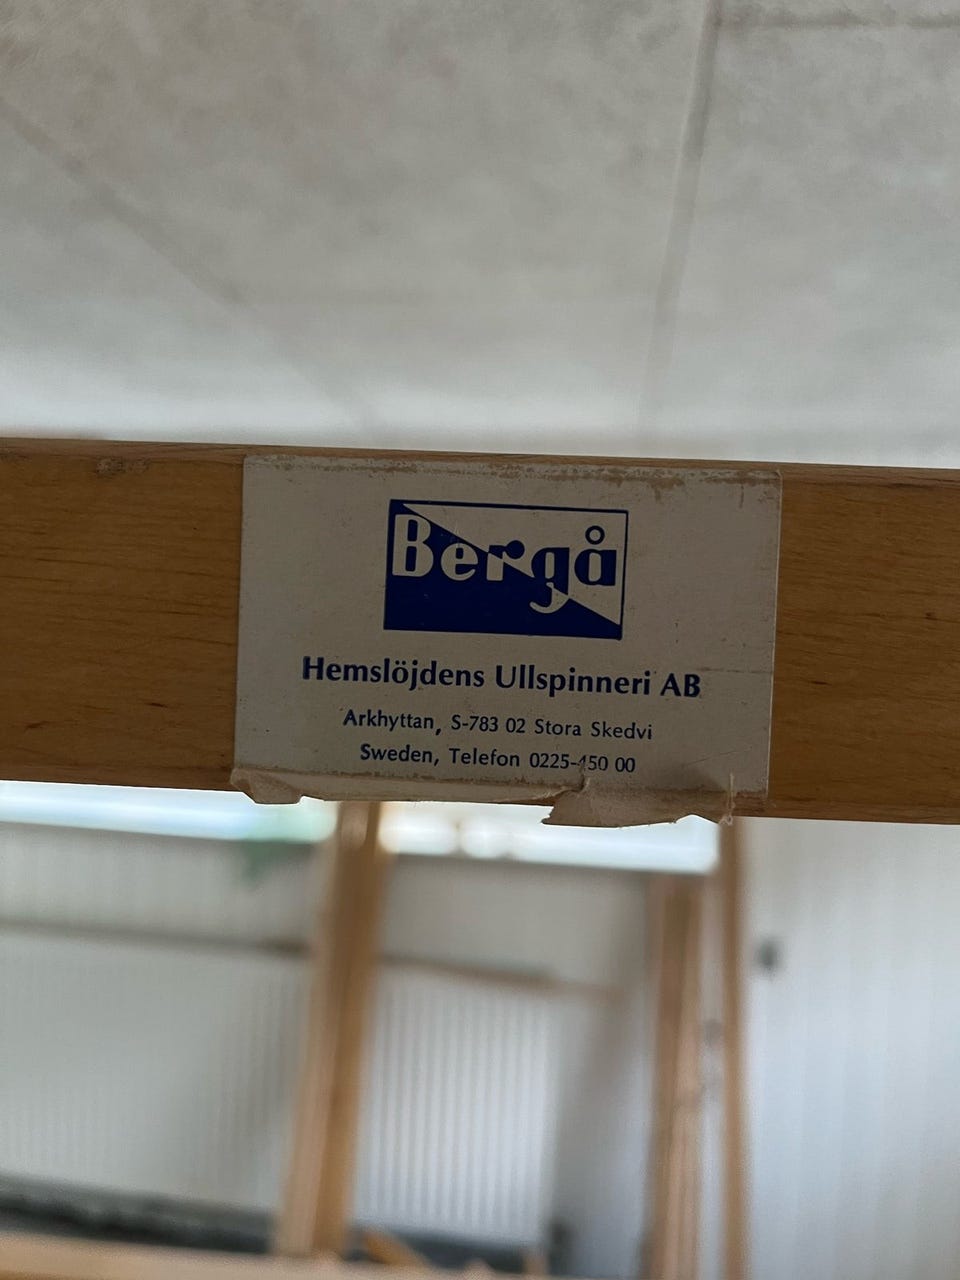 Bergå
Hemslöjdens Ullspinneri AB
Arkhyttan, S-783 02 Stora Skedvi
Sweden, Telefon 0225-450 00